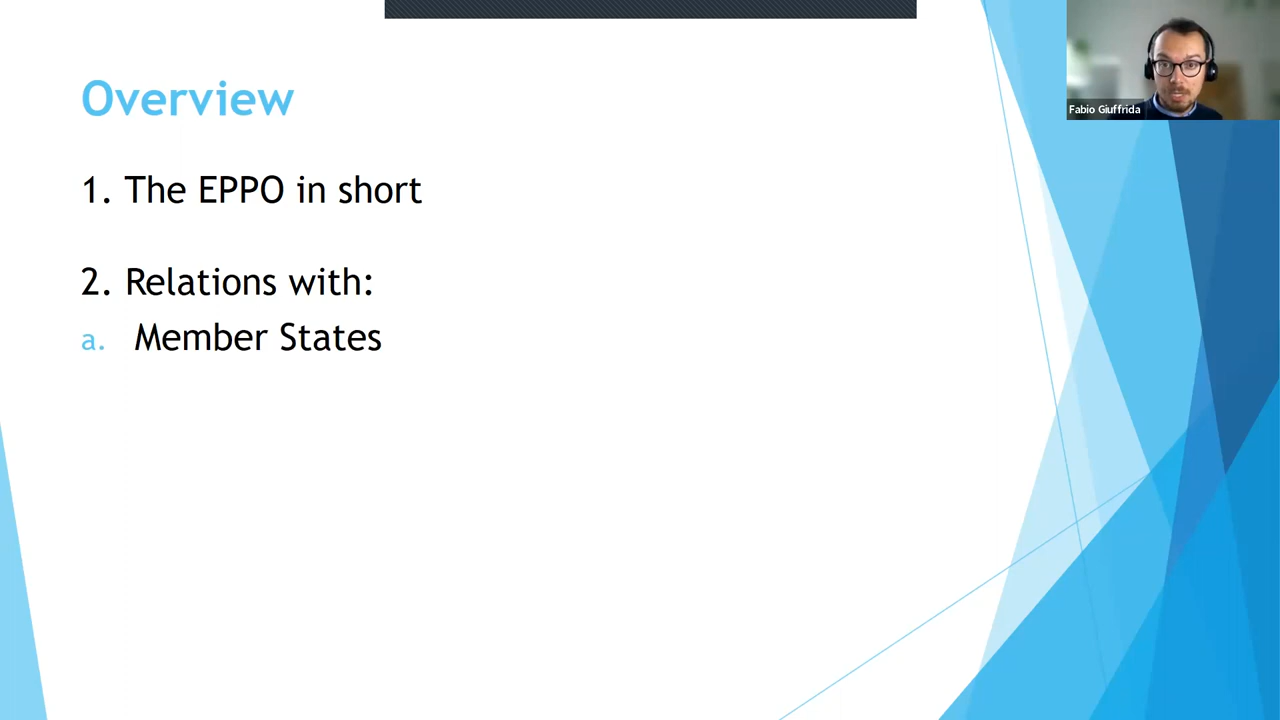 Overview
1. The EPPO in short
2. Relations with:
a. Member States
Fabio Giuffrida